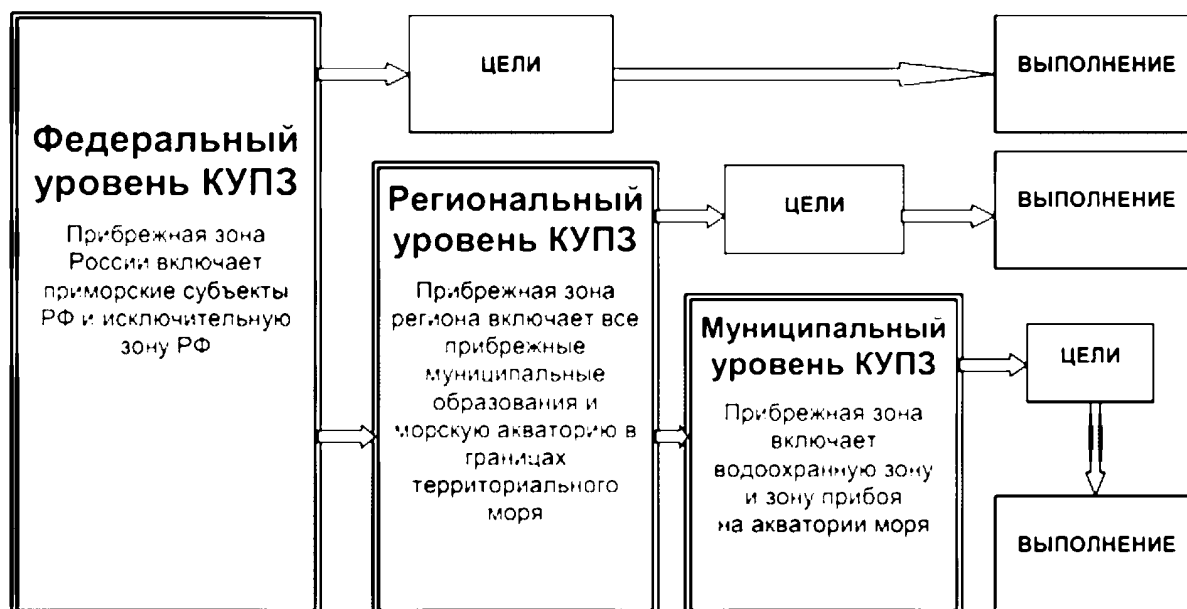 Федеральный
уровень КУПЗ
Прибрежная зона
России включает
приморские субъекты
РФ и исключительную
зону РФ
ЦЕЛИ
ВЫПОЛНЕНИЕ
Региональный
уровень КУПЗ
Прибрежная зона
региона включает все
прибрежные
муниципальные
образования и
морскую акваторию в
границах
территориального
моря
ЦЕЛИ
ВЫПОЛНЕНИЕ
Муниципальный
уровень КУПЗ
Прибрежная зона
включает
водоохранную зону
и зону прибоя
на акватории моря
ЦЕЛИ
ВЫПОЛНЕНИЕ